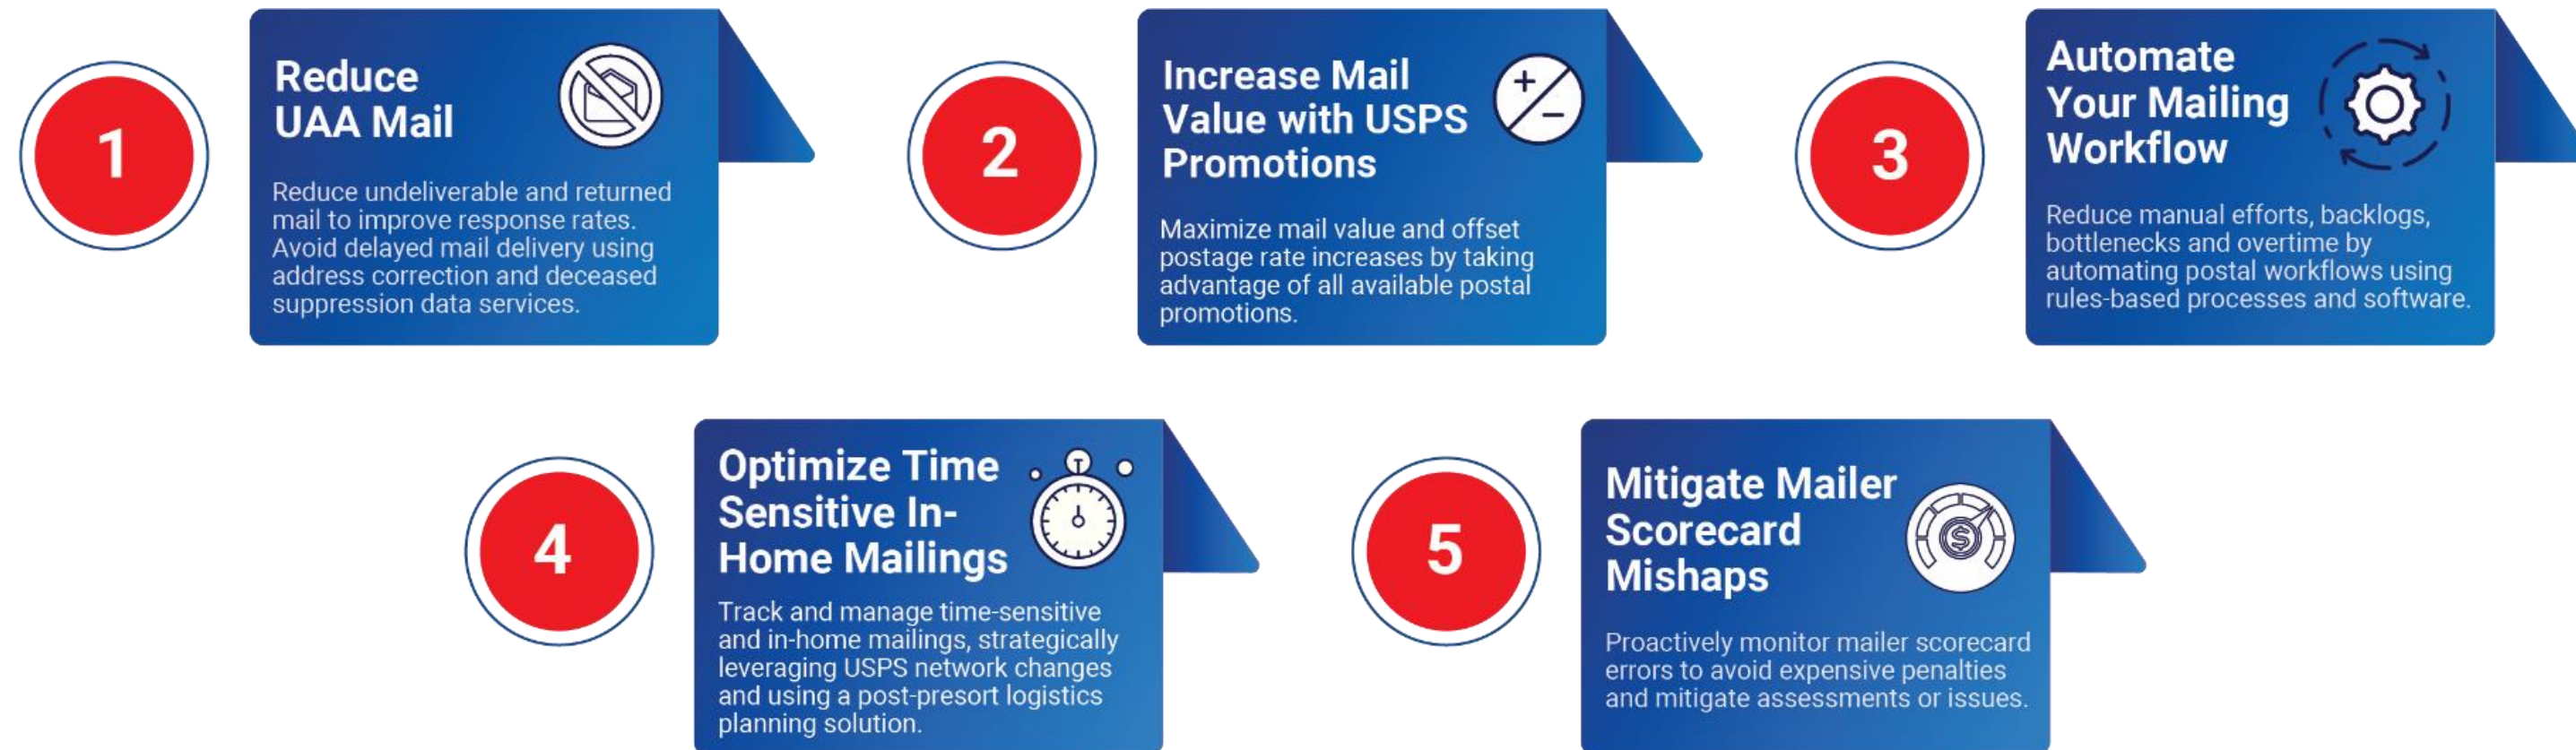 1
Reduce
UAA Mail
Reduce undeliverable and returned
mail to improve response rates.
Avoid delayed mail delivery using
address correction and deceased
suppression data services.
2
Increase Mail
Value with USPS
Promotions
Maximize mail value and offset
postage rate increases by taking
advantage of all available postal
promotions.
3
Automate
Your Mailing
Workflow
Reduce manual efforts, backlogs,
bottlenecks and overtime by
automating postal workflows using
rules-based processes and software.
4
Optimize Time
Sensitive In-
Home Mailings
T
Track and manage time-sensitive
and in-home mailings, strategically
leveraging USPS network changes
and using a post-presort logistics
planning solution.
5
Mitigate Mailer
Scorecard
Mishaps
$
Proactively monitor mailer scorecard
errors to avoid expensive penalties
and mitigate assessments or issues.